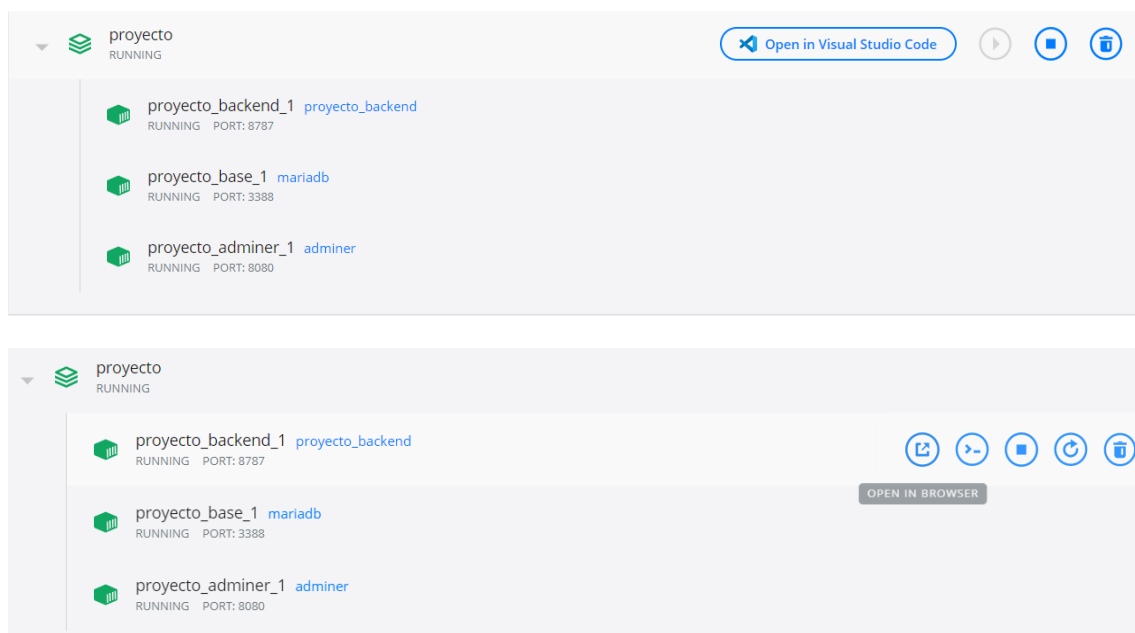 proyecto
RUNNING
Open in Visual Studio Code
proyecto_backend_1 proyecto_backend
RUNNING PORT: 8787
proyecto_base_1 mariadb
RUNNING PORT: 3388
proyecto_adminer_1 adminer
RUNNING PORT: 8080
proyecto
RUNNING
proyecto_backend_1 proyecto_backend
RUNNING PORT: 8787
OPEN IN BROWSER
proyecto_base_1 mariadb
RUNNING PORT: 3388
proyecto_adminer_1 adminer
RUNNING PORT: 8080